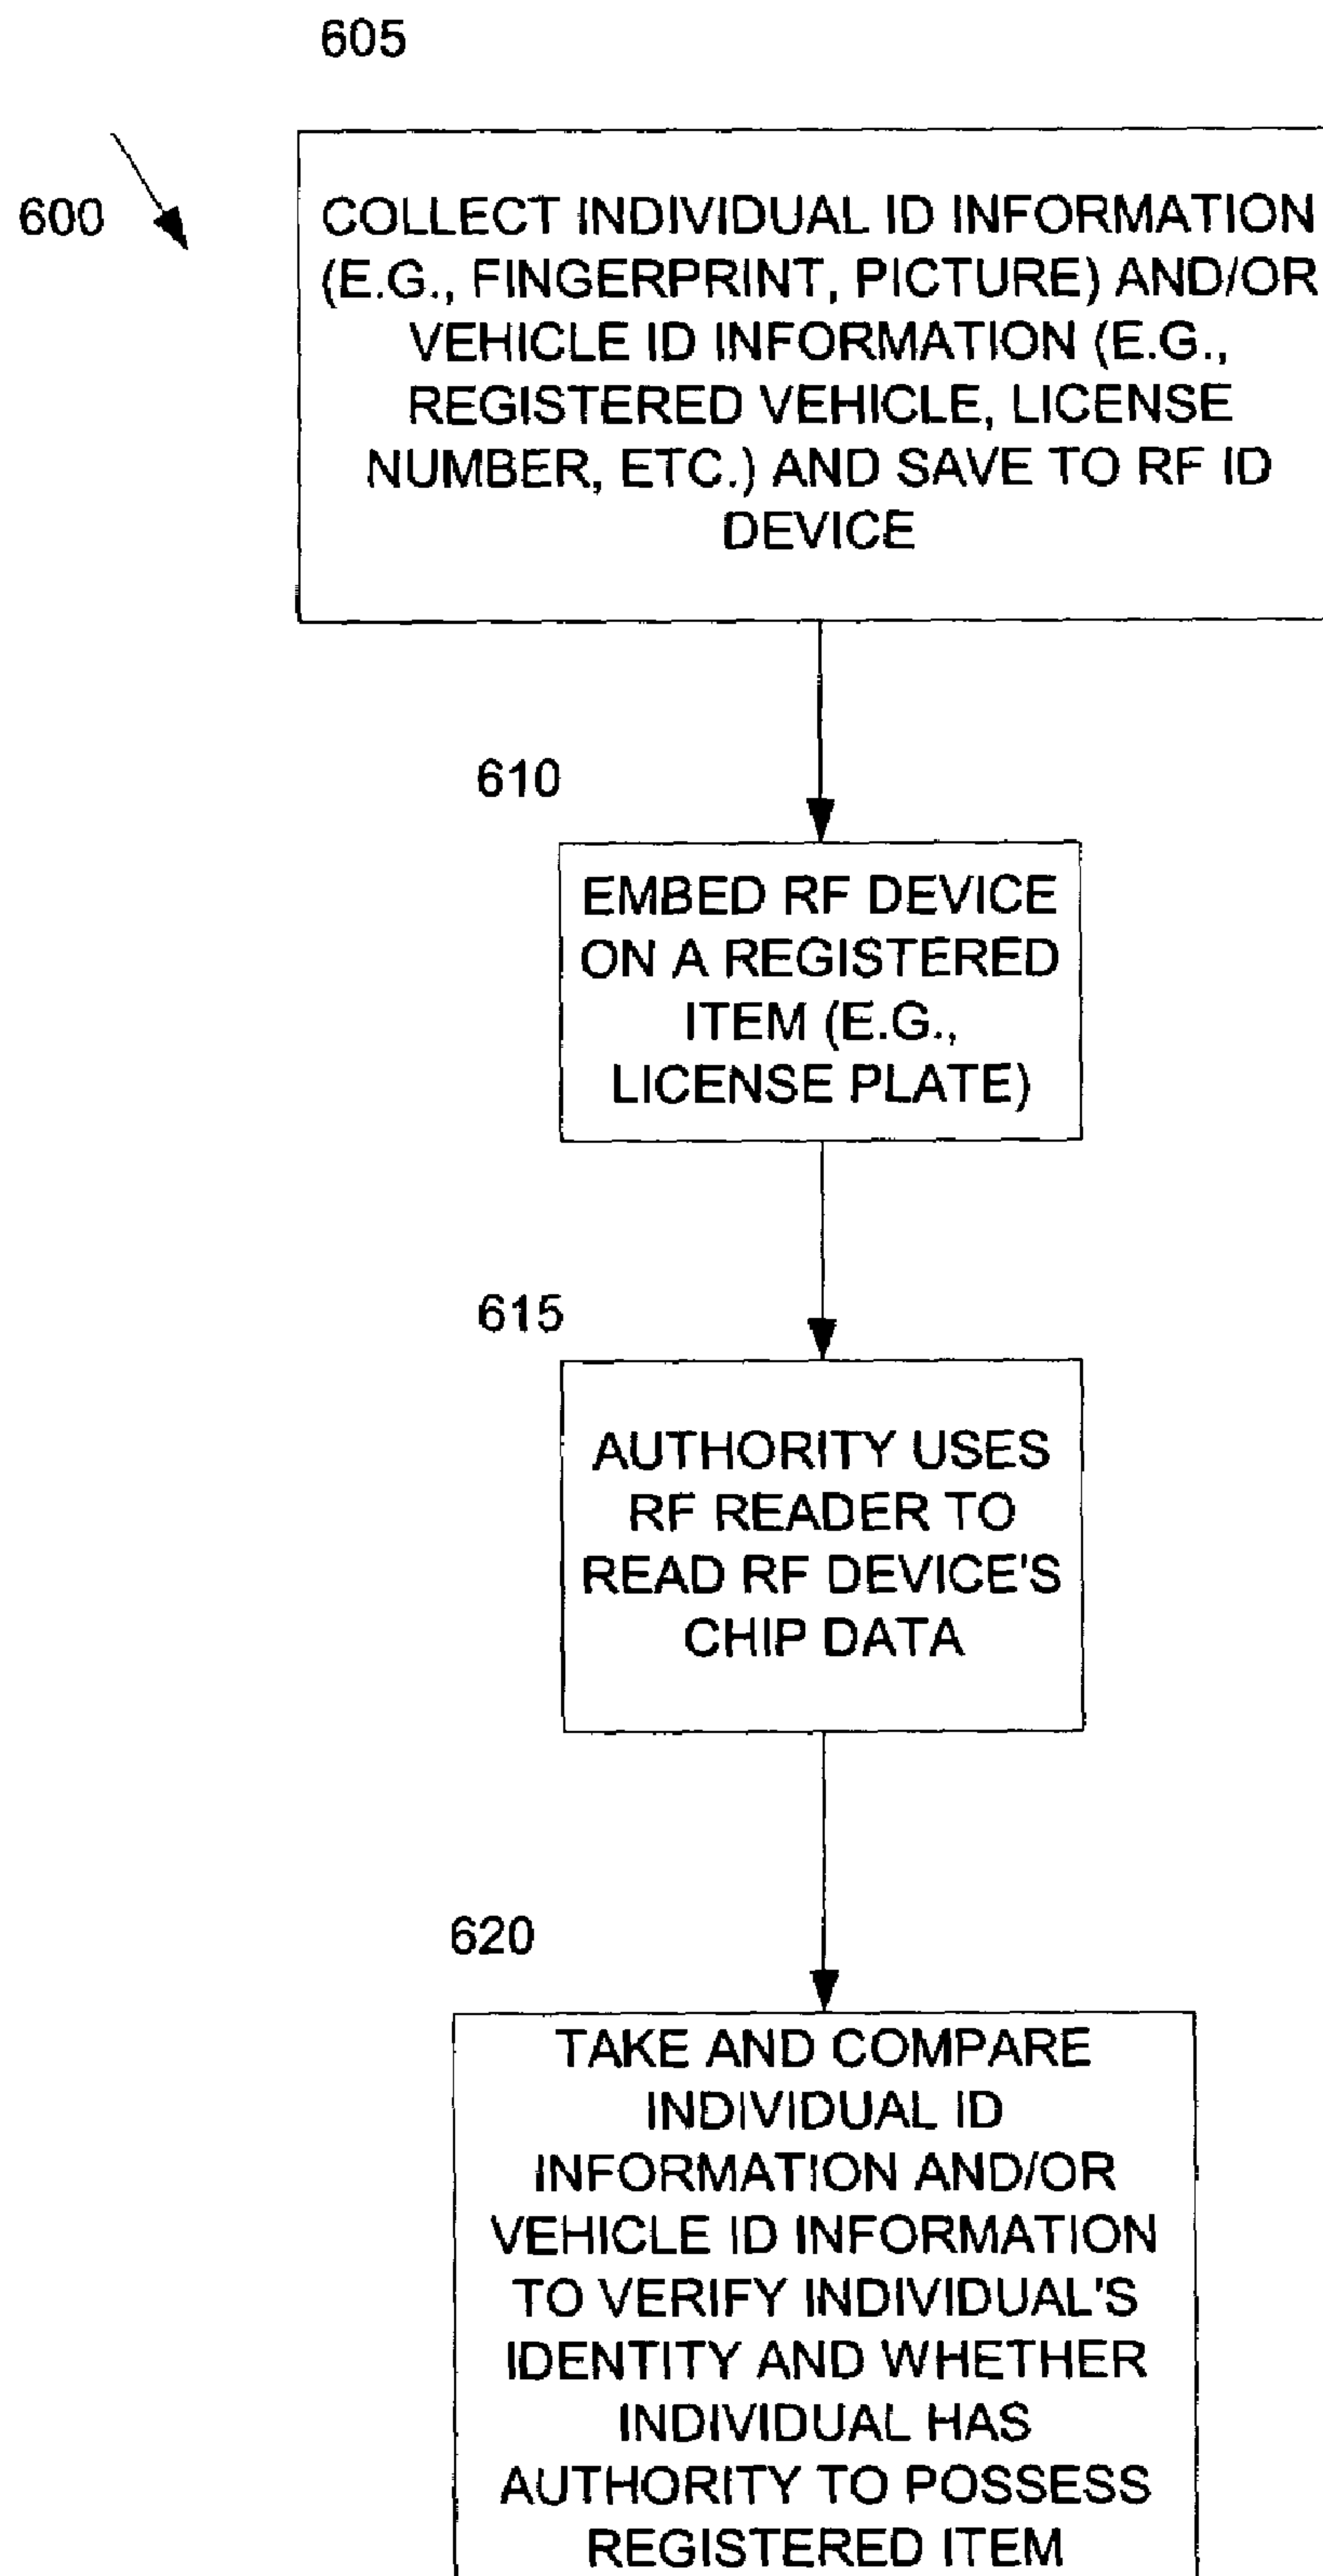 605
600
COLLECT INDIVIDUAL ID INFORMATION
(E.G., FINGERPRINT, PICTURE) AND/OR
VEHICLE ID INFORMATION (E.G.,
REGISTERED VEHICLE, LICENSE
NUMBER, ETC.) AND SAVE TO RF ID
DEVICE
610
EMBED RF DEVICE
ON A REGISTERED
ITEM (E.G.,
LICENSE PLATE)
615
AUTHORITY USES
RF READER TO
READ RF DEVICE'S
CHIP DATA
620
TAKE AND COMPARE
INDIVIDUAL ID
INFORMATION AND/OR
VEHICLE ID INFORMATION
TO VERIFY INDIVIDUAL'S
IDENTITY AND WHETHER
INDIVIDUAL HAS
AUTHORITY TO POSSESS
REGISTERED ITEM